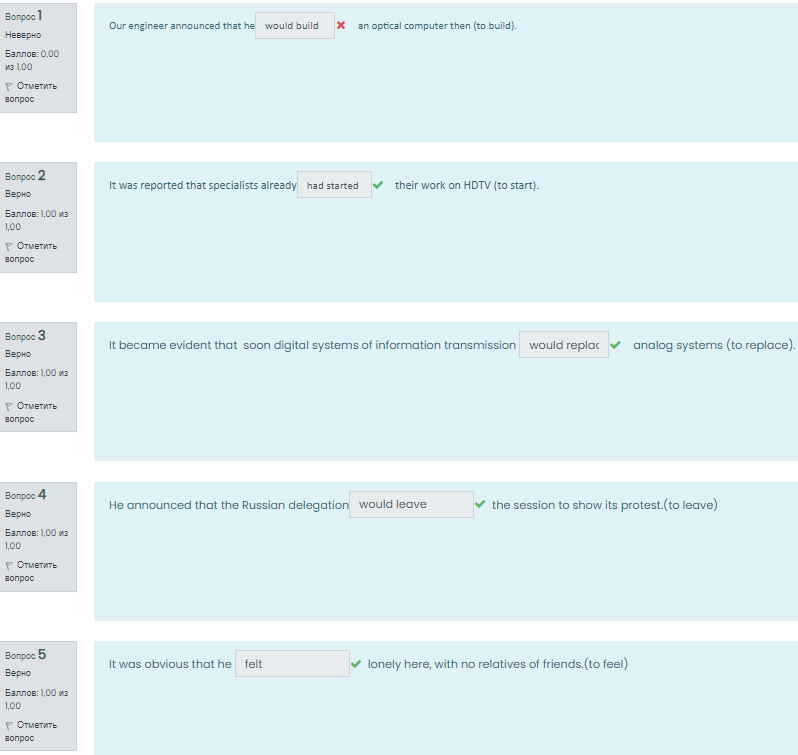 Вопрос 1
Неверно
Баллов: 0,00
из 1,00
Отметить
вопрос
Our engineer announced that he would build an optical computer then (to build).
Вопрос 2
Верно
Баллов: 1,00 из
1,00
Отметить
вопрос
It was reported that specialists already had started their work on HDTV (to start).
Вопрос 3
Верно
Баллов: 1,00 из
1,00
Отметить
вопрос
It became evident that soon digital systems of information transmission would replac analog systems (to replace).
Вопрос 4
Верно
Баллов: 1,00 из
1,00
Отметить
вопрос
He announced that the Russian delegation would leave the session to show its protest.(to leave)
Вопрос 5
Верно
Баллов: 1,00 из
1,00
Отметить
вопрос
It was obvious that he felt lonely here, with no relatives of friends.(to feel)